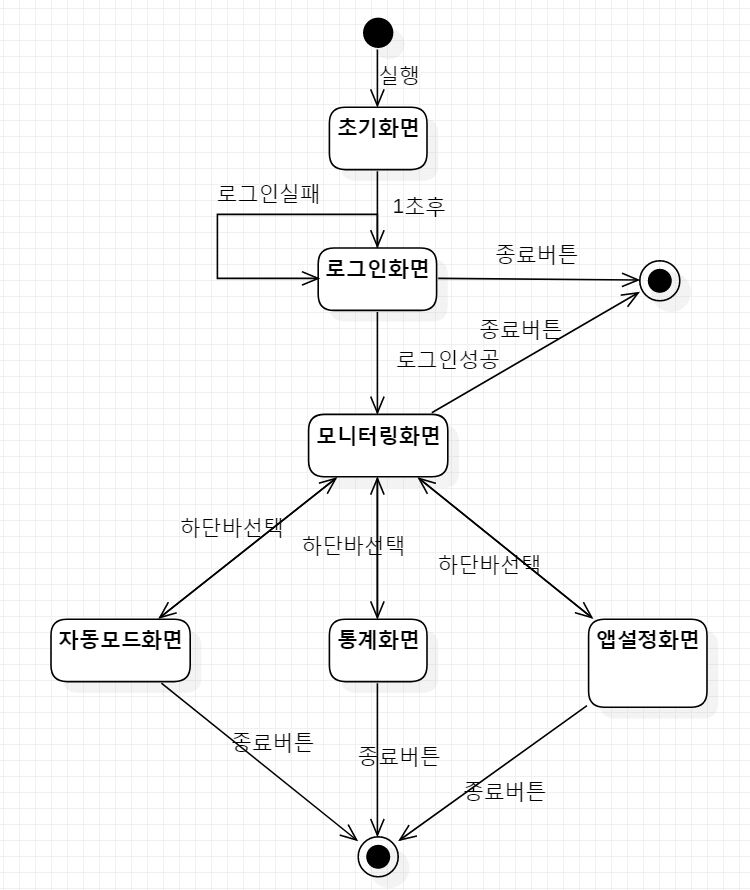 실행
초기화면
로그인실패
1초후
로그인화면
종료버튼
종료버튼
로그인성공
모니터링화면
하단바선택
하단바선택
하단바선택
자동모드화면
통계화면
앱설정화면
종료버튼
종료버튼
종료버튼